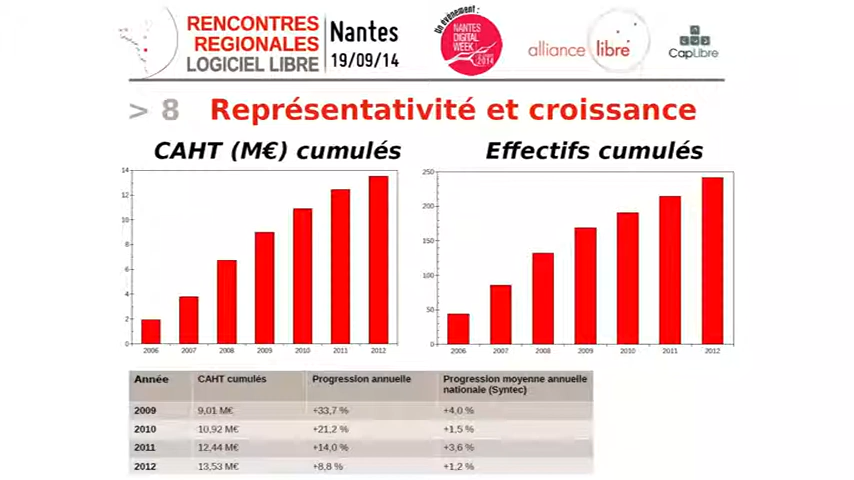 RENCONTRES
REGIONALES
LOGICIEL LIBRE
Nantes
19/09/14
Un évènement :
NANTES
DIGITAL
WEEK
2014
alliance libre
CapLibre
> 8 Représentativité et croissance
CAHT (M€) cumulés
Effectifs cumulés
14
12
10
8
6
4
2
0
2006 2007 2008 2009 2010 2011 2012
250
200
150
100
50
0
2006 2007 2008 2009 2010 2011 2012
Année CAHT cumulés Progression annuelle Progression moyenne annuelle
nationale (Syntec)
2009 9,01 M€ +33,7 % +4,0 %
2010 10,92 M€ +21,2 % +1,5 %
2011 12,44 M€ +14,0 % +3,6 %
2012 13,53 M€ +8,8 % +1,2 %